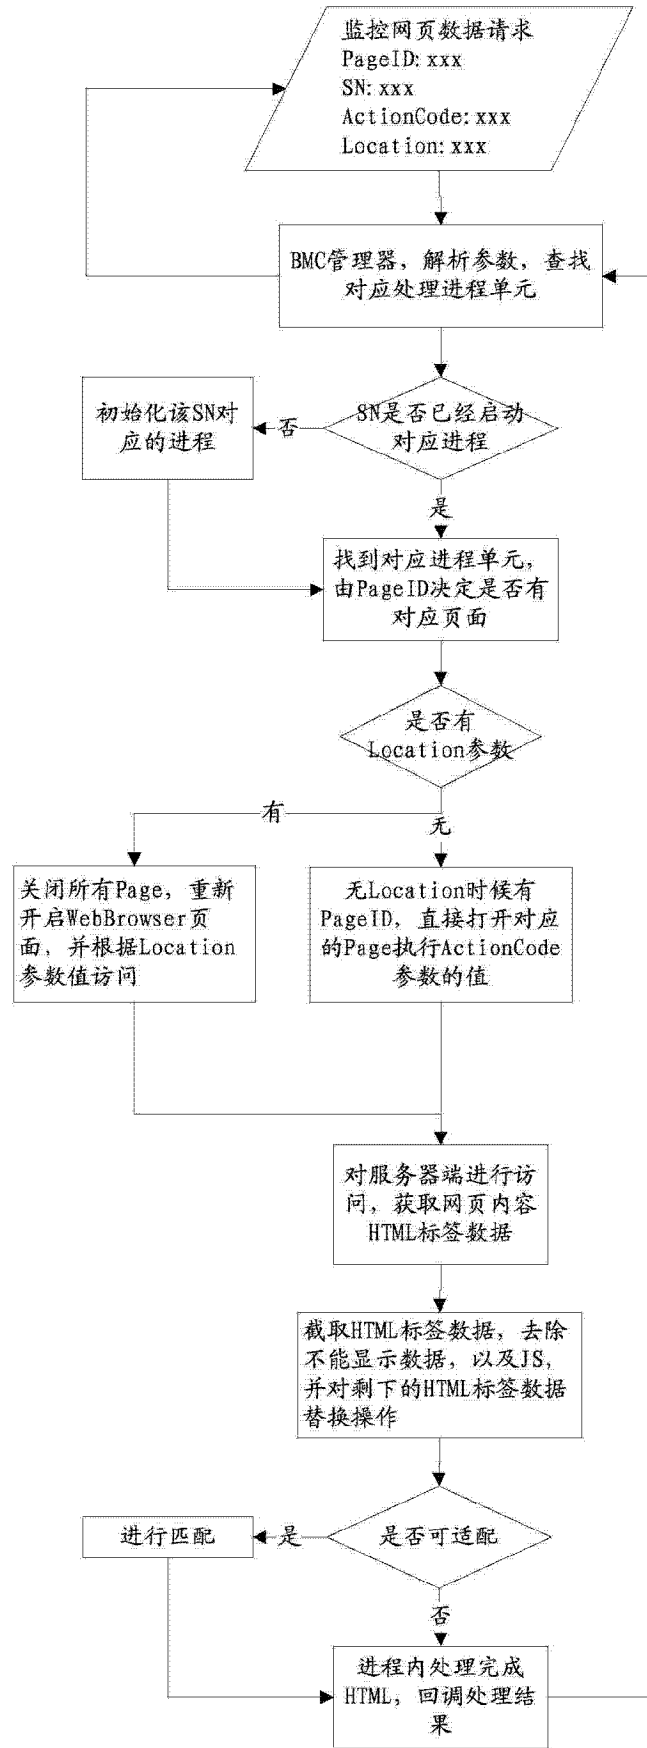 监控网页数据请求
PageID:xxx
SN:xxx
ActionCode:xxx
Location:xxx
BMC管理器，解析参数，查找
对应处理进程单元
SN是否已经启动
对应进程
否
初始化该SN对
应的进程
是
找到对应进程单元，
由PageID决定是否有
对应页面
是否有
Location参数
有
无
关闭所有Page，重新
开启WebBrowser页
面，并根据Location
参数值访问
无Location时候有
PageID，直接打开对应
的Page执行ActionCode
参数的值
对服务器端进行访
问，获取网页内容
HTML标签数据
截取HTML标签数据，去除
不能显示数据，以及JS，
并对剩下的HTML标签数据
替换操作
是否可适配
是
进行匹配
否
进程内处理完成
HTML，回调处理结
果